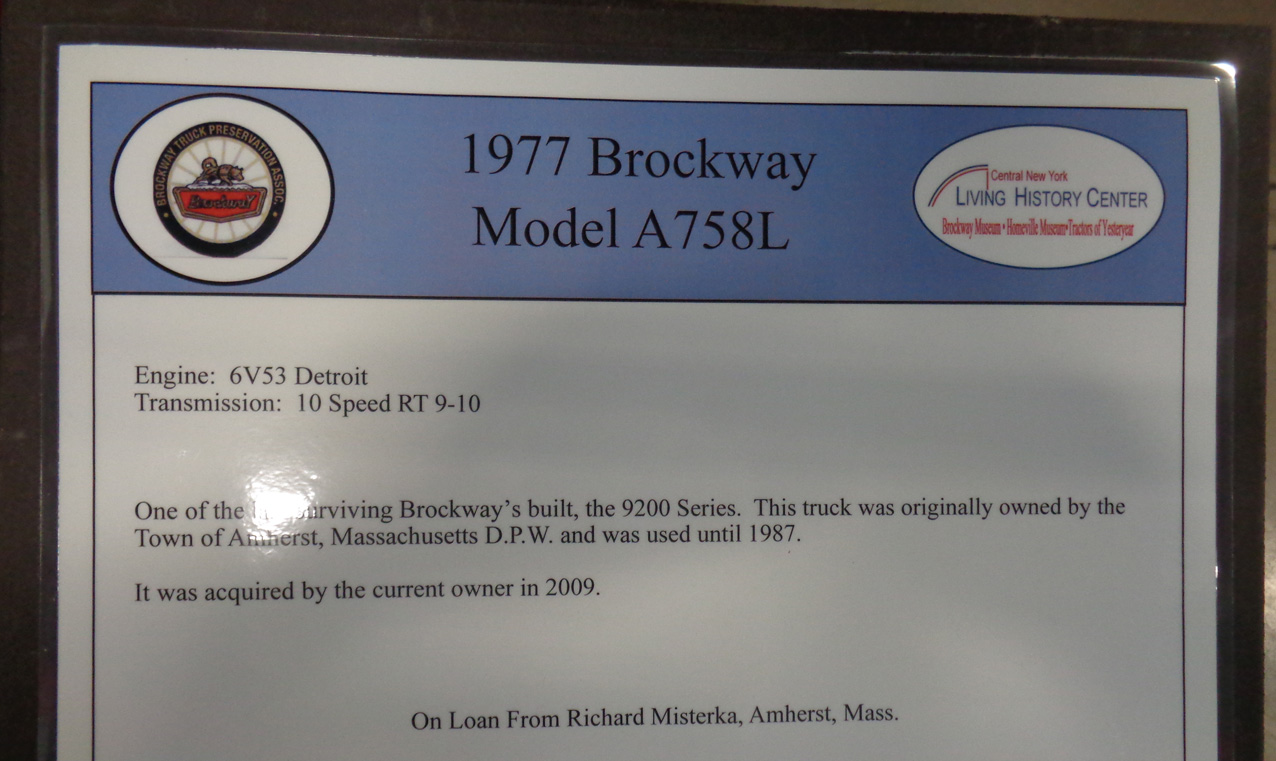 BROCKWAY TRUCK PRESERVATION ASSOC.
BrockwaY
1977 Brockway
Model A758L
Central New York
LIVING HISTORY CENTER
Brockway Museum • Homeville Museum • Tractors of Yesteryear
Engine: 6V53 Detroit
Transmission: 10 Speed RT 9-10
One of the surviving Brockway's built, the 9200 Series. This truck was originally owned by the
Town of Amherst, Massachusetts D.P.W. and was used until 1987.
It was acquired by the current owner in 2009.
On Loan From Richard Misterka, Amherst, Mass.